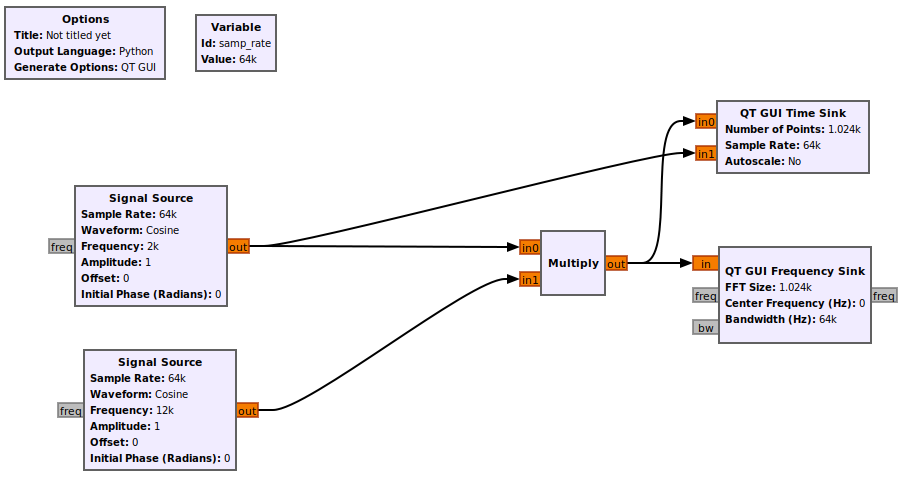 Options
Title: Not titled yet
Output Language: Python
Generate Options: QT GUI
Variable
Id: samp_rate
Value: 64k
Signal Source
Sample Rate: 64k
Waveform: Cosine
Frequency: 2k
Amplitude: 1
Offset: 0
Initial Phase (Radians): 0
freq
out
Signal Source
Sample Rate: 64k
Waveform: Cosine
Frequency: 12k
Amplitude: 1
Offset: 0
Initial Phase (Radians): 0
freq
out
in0
in1
Multiply
out
in0
in1
QT GUI Time Sink
Number of Points: 1.024k
Sample Rate: 64k
Autoscale: No
in
freq
bw
QT GUI Frequency Sink
FFT Size: 1.024k
Center Frequency (Hz): 0
Bandwidth (Hz): 64k
freq